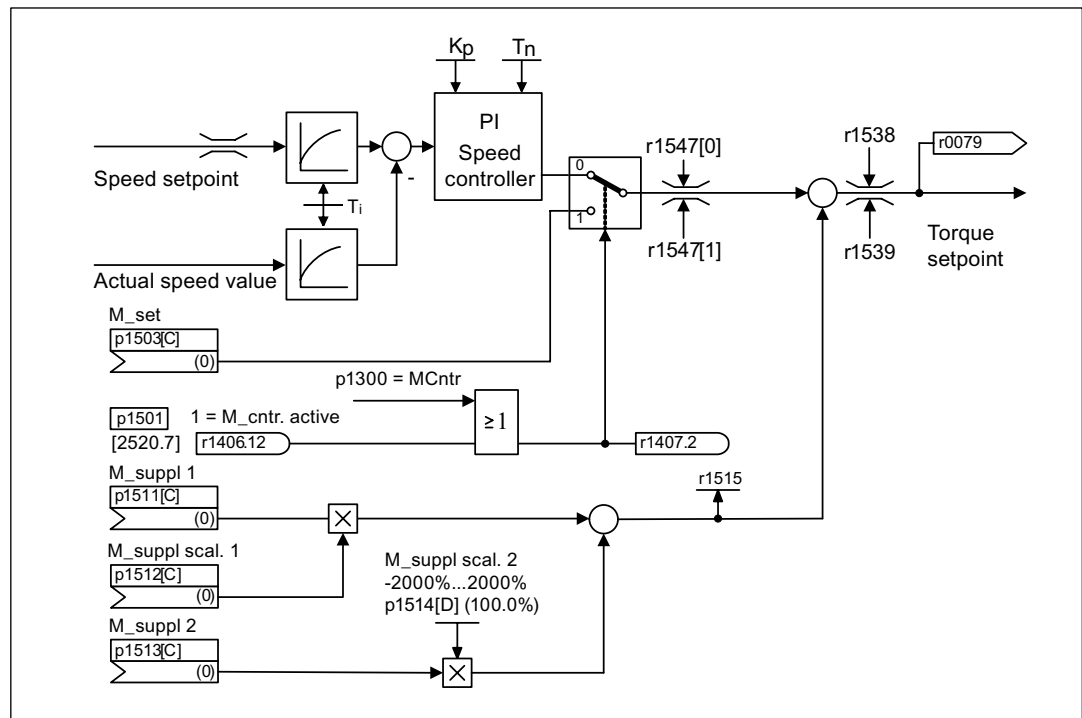 Kp
Tn
PI
Speed
controller
Speed setpoint
-
Ti
Actual speed value
0
1
r1547[0]
r1547[1]
r1538
r1539
r0079
Torque
setpoint
M_set
p1503[C]
(0)
p1300 = MCntr
p1501
1 = M_cntr. active
[2520.7]
r1406.12
≥1
r1407.2
M_suppl 1
p1511[C]
(0)
r1515
M_suppl scal. 1
p1512[C]
(0)
M_suppl scal. 2
-2000%...2000%
p1514[D] (100.0%)
M_suppl 2
p1513[C]
(0)